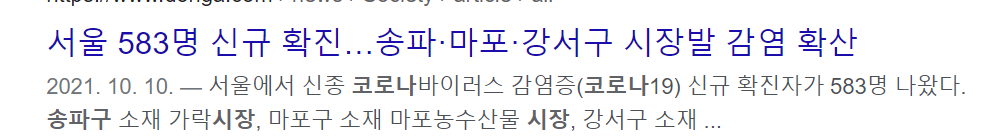 서울 583명 신규 확진...송파·마포·강서구 시장발 감염 확산
2021. 10. 10. — 서울에서 신종 코로나바이러스 감염증(코로나19) 신규 확진자가 583명 나왔다.
송파구 소재 가락시장, 마포구 소재 마포농수산물 시장, 강서구 소재 ...